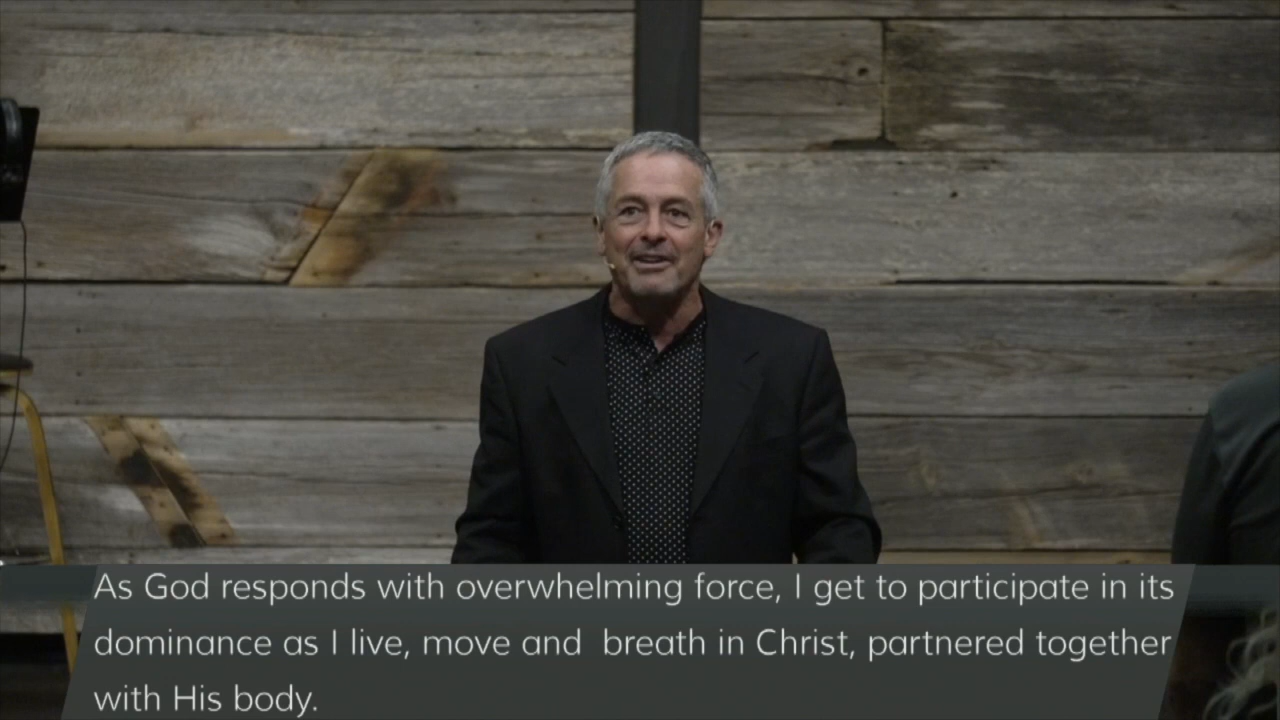 As God responds with overwhelming force, I get to participate in its
dominance as I live, move and  breath in Christ, partnered together
with His body.